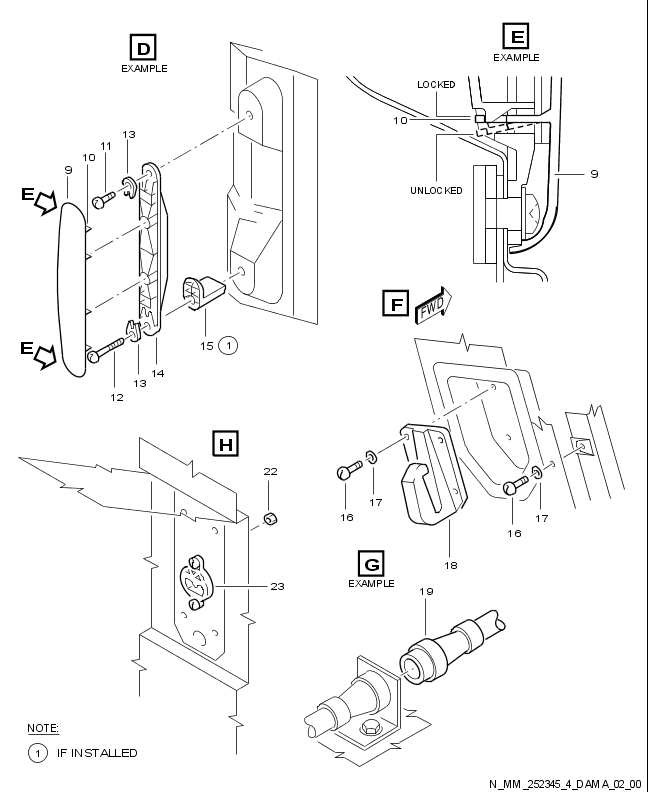 D
EXAMPLE
E
EXAMPLE
LOCKED
10
UNLOCKED
9
13
11
10
9
E
E
12
13
14
15 1
F
FWD
16
17
18
16
17
H
22
23
G
EXAMPLE
19
NOTE:
1 IF INSTALLED
N_MM_252345_4_DAMA_02_00